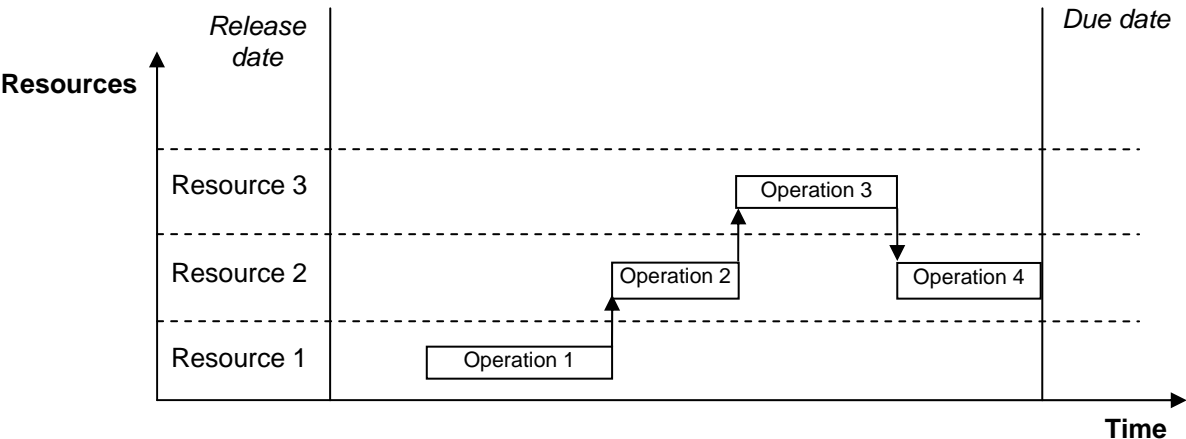 Release
date
Due date
Resources
Resource 3
Operation 3
Resource 2
Operation 2
Operation 4
Resource 1
Operation 1
Time